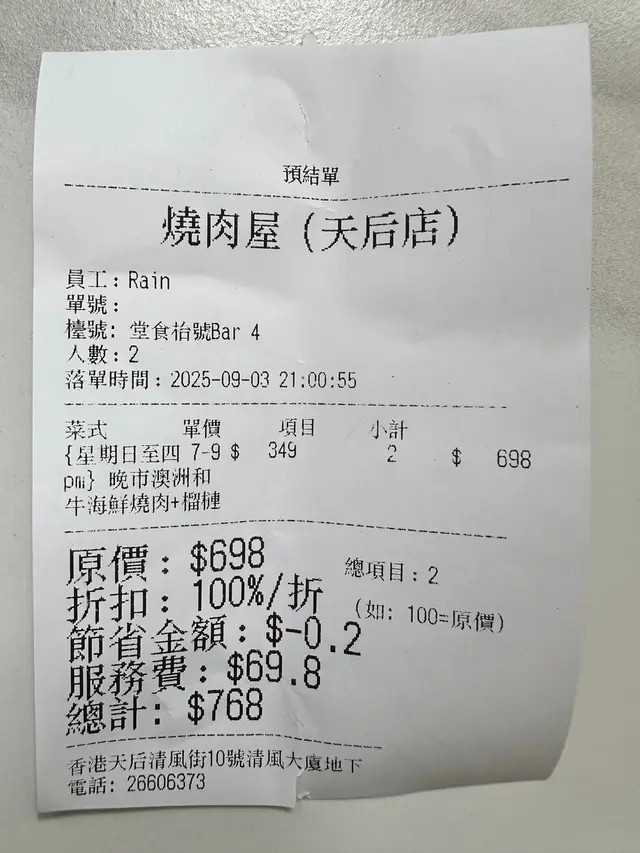 預結單
燒肉屋 (天后店)
員工: Rain
單號:
檯號: 堂食枱號Bar 4
人數: 2
落單時間: 2025-09-03 21:00:55
菜式 單價 項目 小計
{星期日至四 7-9 $ 349 2 $ 698
pm} 晚市澳洲和
牛海鮮燒肉+榴槤
原價: $698
總項目: 2
折扣: 100%/折
(如: 100=原價)
節省金額: $-0.2
服務費: $69.8
總計: $768
香港天后清風街10號清風大廈地下
電話: 26606373